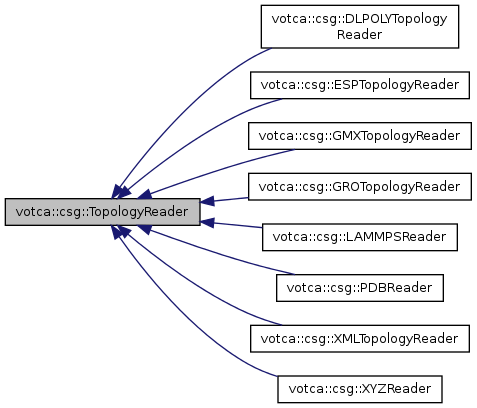 votca::csg::DLPOLYTopology
Reader
votca::csg::ESPTopologyReader
votca::csg::GMXTopologyReader
votca::csg::GROTopologyReader
votca::csg::TopologyReader
votca::csg::LAMMPSReader
votca::csg::PDBReader
votca::csg::XMLTopologyReader
votca::csg::XYZReader